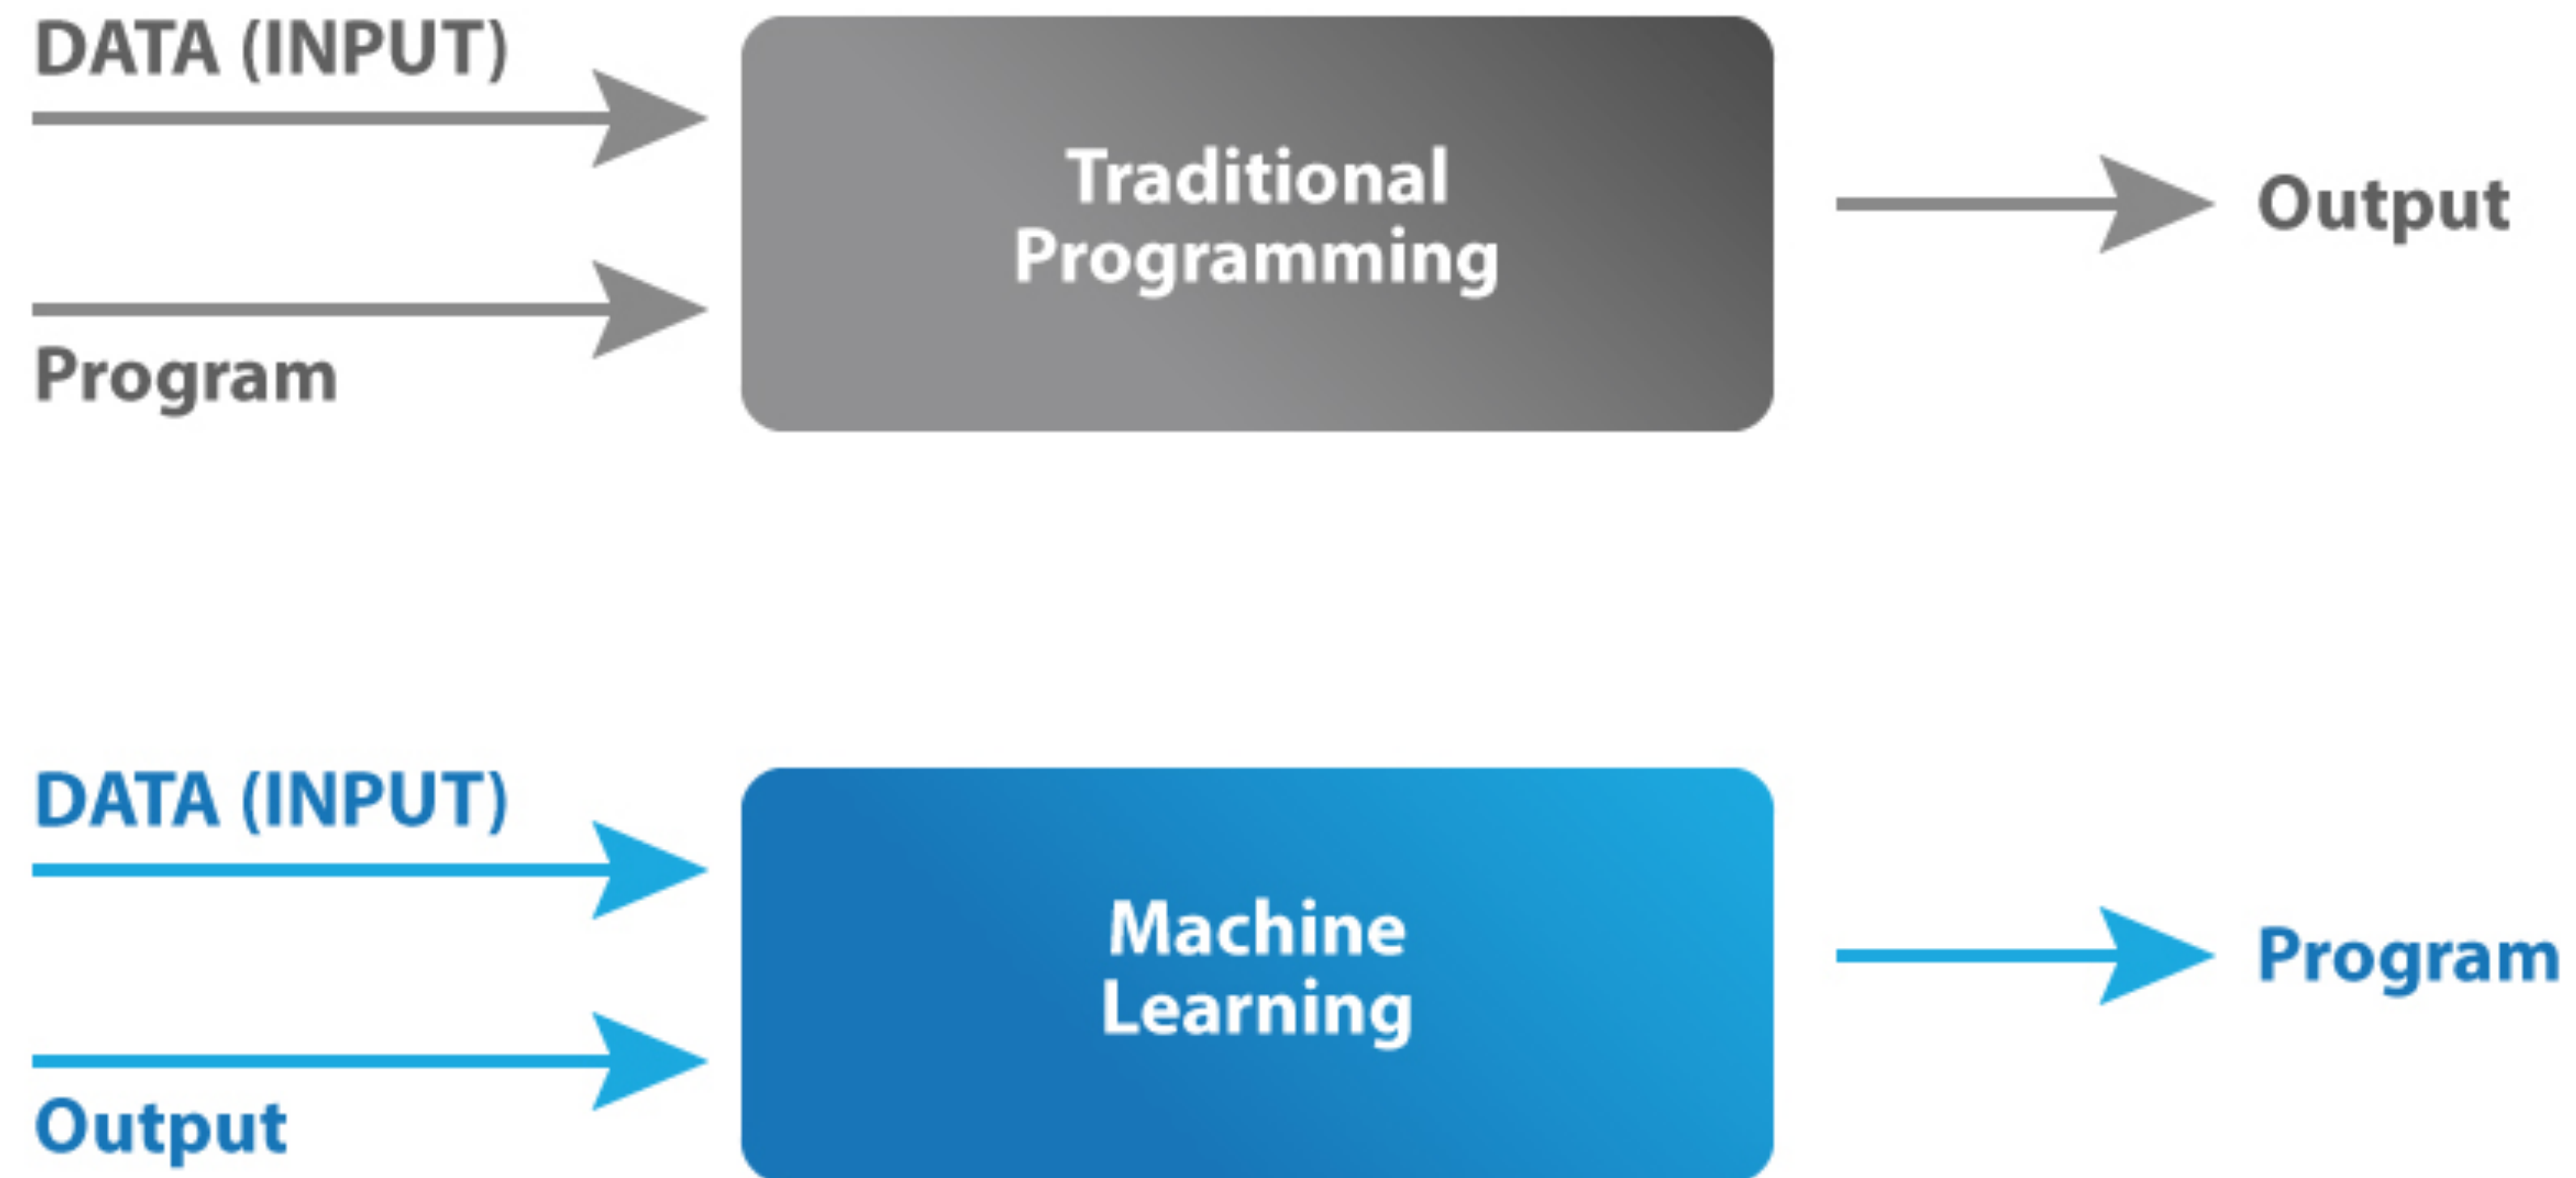 DATA (INPUT)
Program
Traditional
Programming
Output
DATA (INPUT)
Output
Machine
Learning
Program